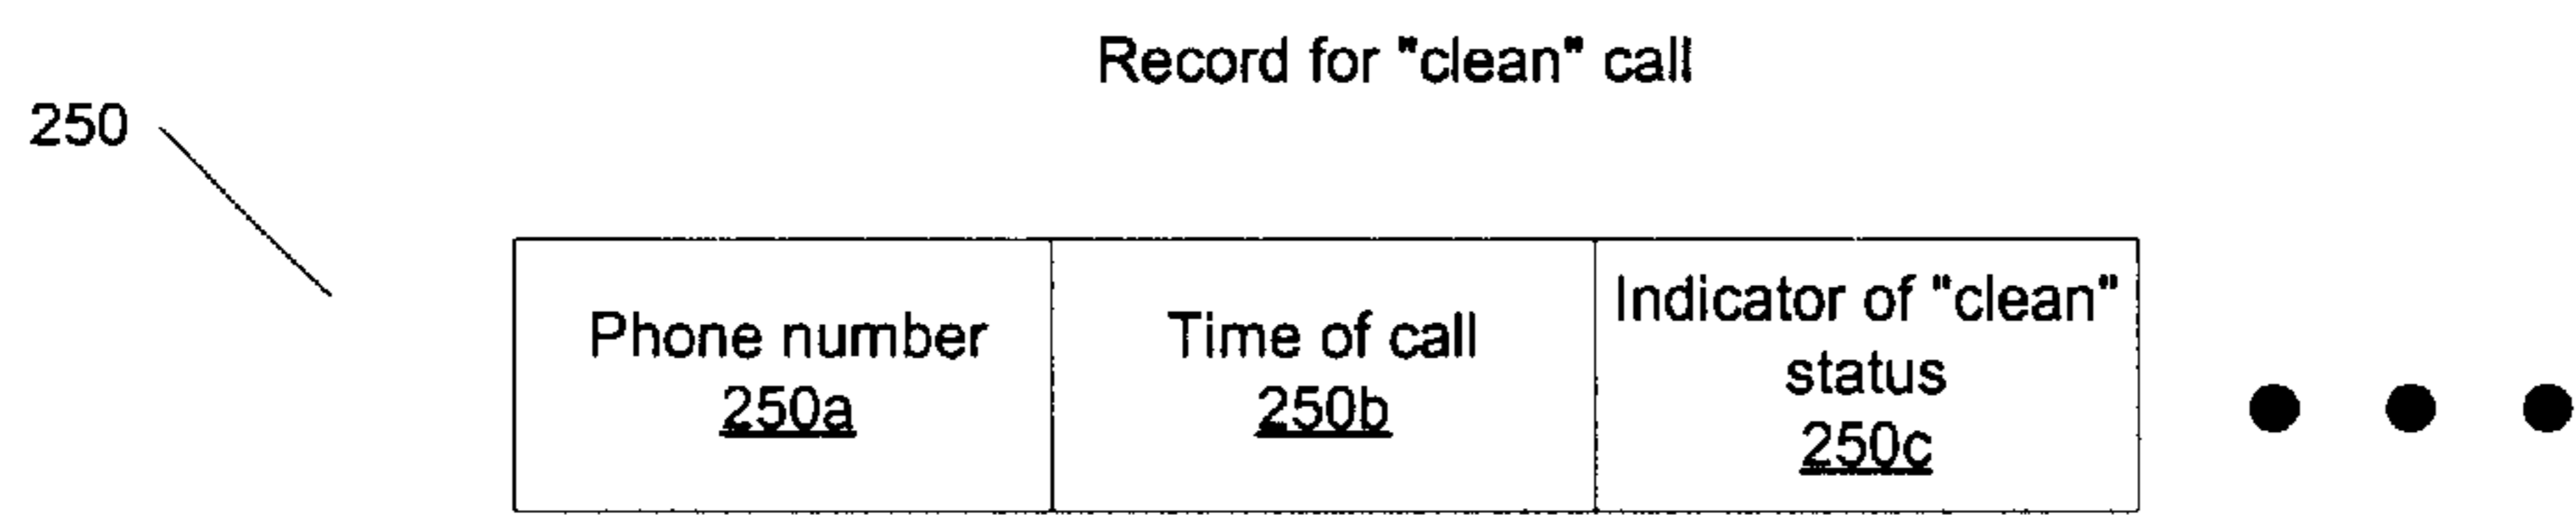 Record for "clean" call
250
Phone number
250a
Time of call
250b
Indicator of "clean"
status
250c